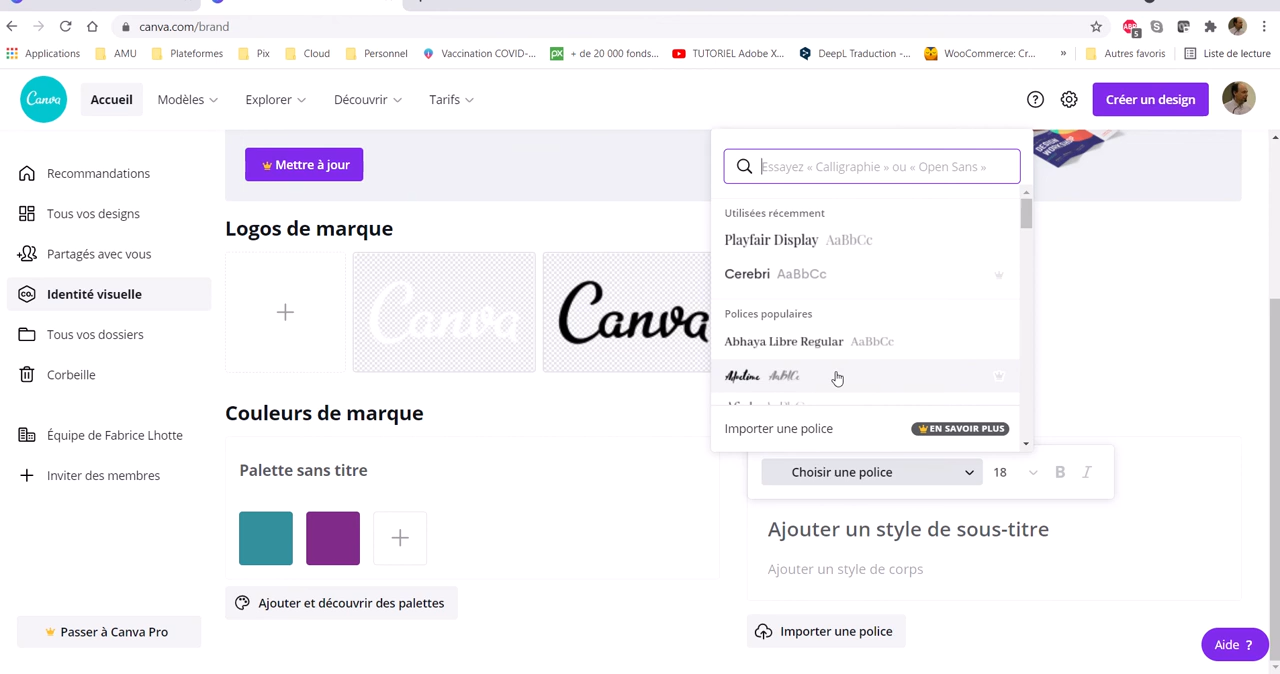 canva.com/brand
Applications
AMU
Plateformes
Pix
Cloud
Personnel
Vaccination COVID-...
+ de 20 000 fonds...
TUTORIEL Adobe X...
DeepL Traduction -...
WooCommerce: Cr...
»
Autres favoris
Liste de lecture
Canva
Accueil
Modèles
Explorer
Découvrir
Tarifs
Créer un design
Mettre à jour
DESIGN WORKSHOP
Essayez « Calligraphie » ou « Open Sans »
Recommandations
Tous vos designs
Partagés avec vous
CO. Identité visuelle
Tous vos dossiers
Corbeille
Équipe de Fabrice Lhotte
Inviter des membres
Passer à Canva Pro
Logos de marque
Canva
Canva
Utilisées récemment
Playfair Display AaBbCc
Cerebri AaBbCc
Polices populaires
Abhaya Libre Regular AaBbCc
AaBbCc
Importer une police
EN SAVOIR PLUS
Couleurs de marque
Palette sans titre
Ajouter et découvrir des palettes
Choisir une police
18
B I
Ajouter un style de sous-titre
Ajouter un style de corps
Importer une police
Aide ?